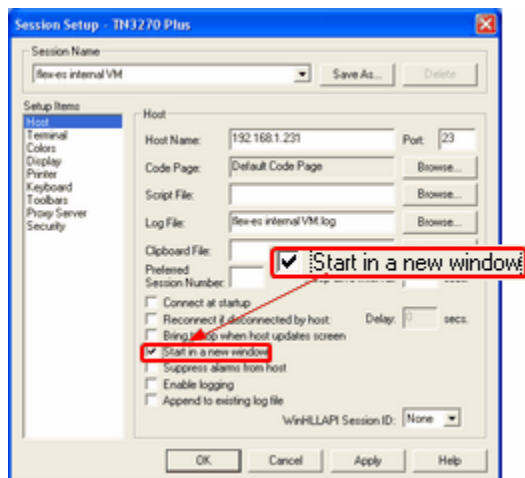 Session Setup - TN3270 Plus
Session Name
flex-es internal VM
Save As...
Delete
Setup Items
Host
Terminal
Colors
Display
Printer
Keyboard
Toolbars
Proxy Server
Security
Host
Host Name: 192.168.1.231 Port: 23
Code Page: Default Code Page Browse...
Script File: Browse...
Log File: flex-es internal VM.log Browse...
Clipboard File:
Start in a new window
Preferred
Session Number:
Connect at startup
Reconnect if disconnected by host Delay: 0 secs.
Bring to top when host updates screen
Start in a new window
Suppress alarms from host
Enable logging
Append to existing log file
WinHLLAPI Session ID: None
OK Cancel Apply Help